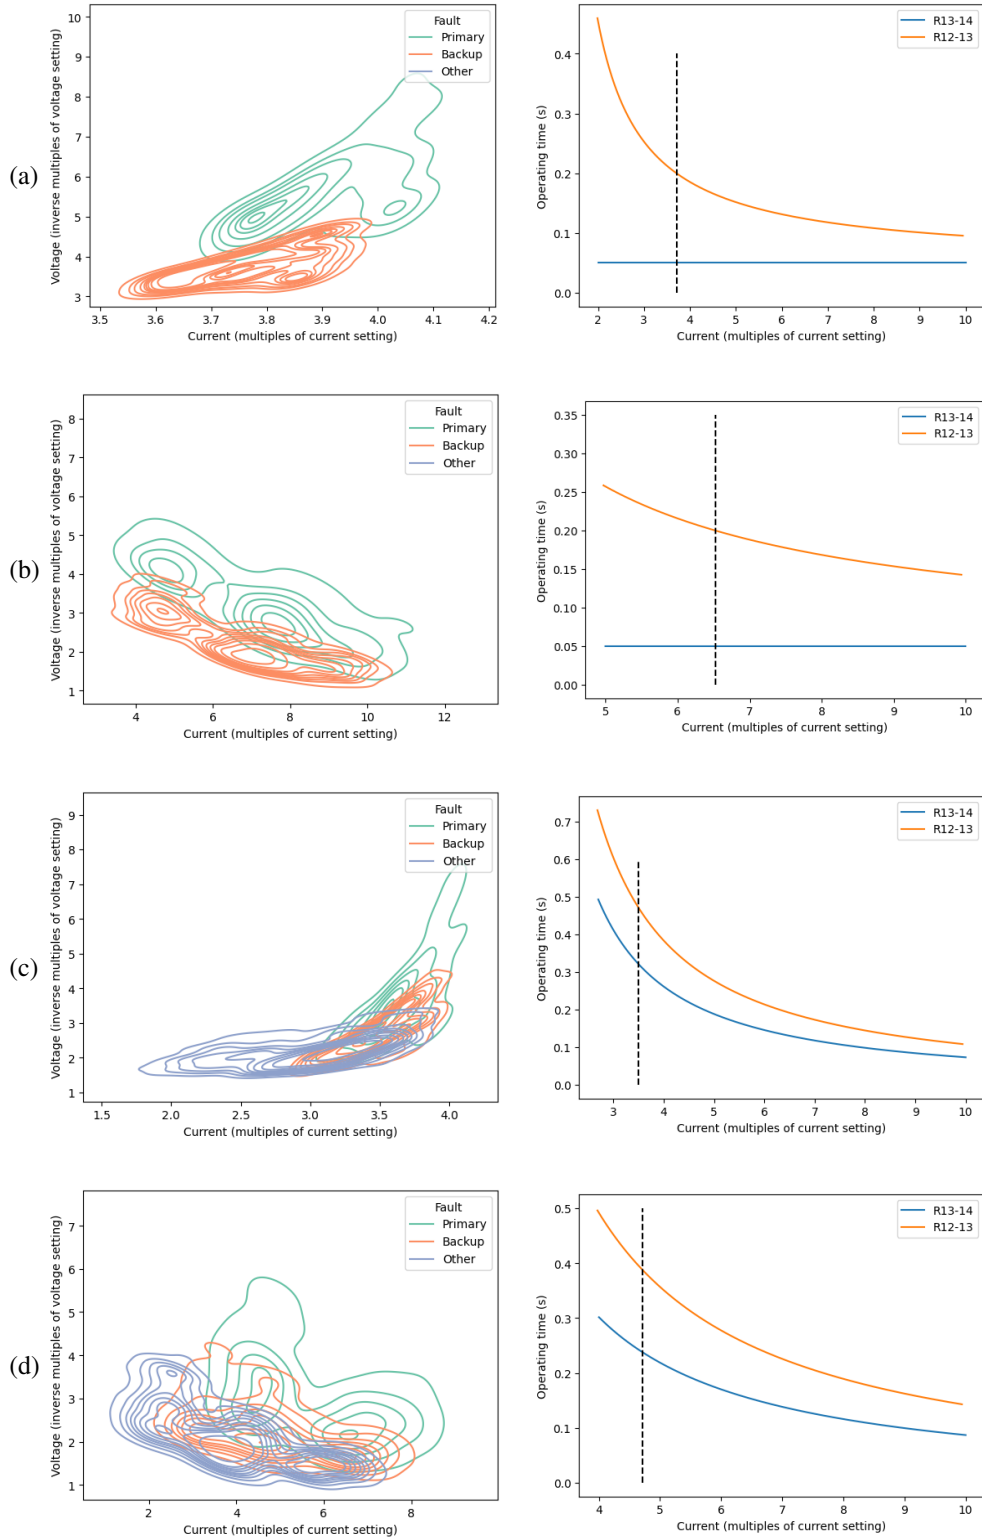 (a)
Voltage (inverse multiples of voltage setting)
10
9
8
7
6
5
4
3
Fault
Primary
Backup
Other
3.5 3.6 3.7 3.8 3.9 4.0 4.1 4.2
Current (multiples of current setting)
Operating time (s)
0.4
0.3
0.2
0.1
0.0
R13-14
R12-13
2 3 4 5 6 7 8 9 10
Current (multiples of current setting)
(b)
Voltage (inverse multiples of voltage setting)
8
7
6
5
4
3
2
1
Fault
Primary
Backup
Other
4 6 8 10 12
Current (multiples of current setting)
Operating time (s)
0.35
0.30
0.25
0.20
0.15
0.10
0.05
0.00
R13-14
R12-13
5 6 7 8 9 10
Current (multiples of current setting)
(c)
Voltage (inverse multiples of voltage setting)
9
8
7
6
5
4
3
2
1
Fault
Primary
Backup
Other
1.5 2.0 2.5 3.0 3.5 4.0
Current (multiples of current setting)
Operating time (s)
0.7
0.6
0.5
0.4
0.3
0.2
0.1
0.0
R13-14
R12-13
3 4 5 6 7 8 9 10
Current (multiples of current setting)
(d)
Voltage (inverse multiples of voltage setting)
7
6
5
4
3
2
1
Fault
Primary
Backup
Other
2 4 6 8
Current (multiples of current setting)
Operating time (s)
0.5
0.4
0.3
0.2
0.1
0.0
R13-14
R12-13
4 5 6 7 8 9 10
Current (multiples of current setting)